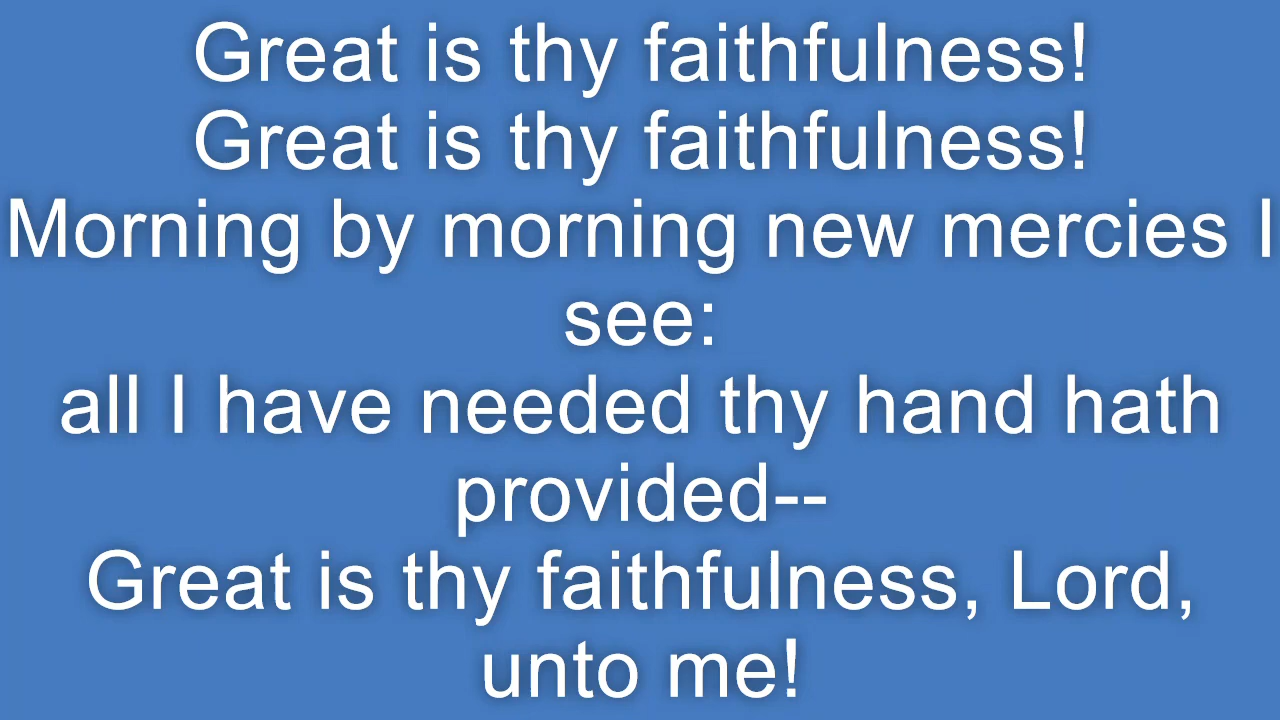 Great is thy faithfulness!
Great is thy faithfulness!
Morning by morning new mercies I
see:
all I have needed thy hand hath
provided--
Great is thy faithfulness, Lord,
unto me!